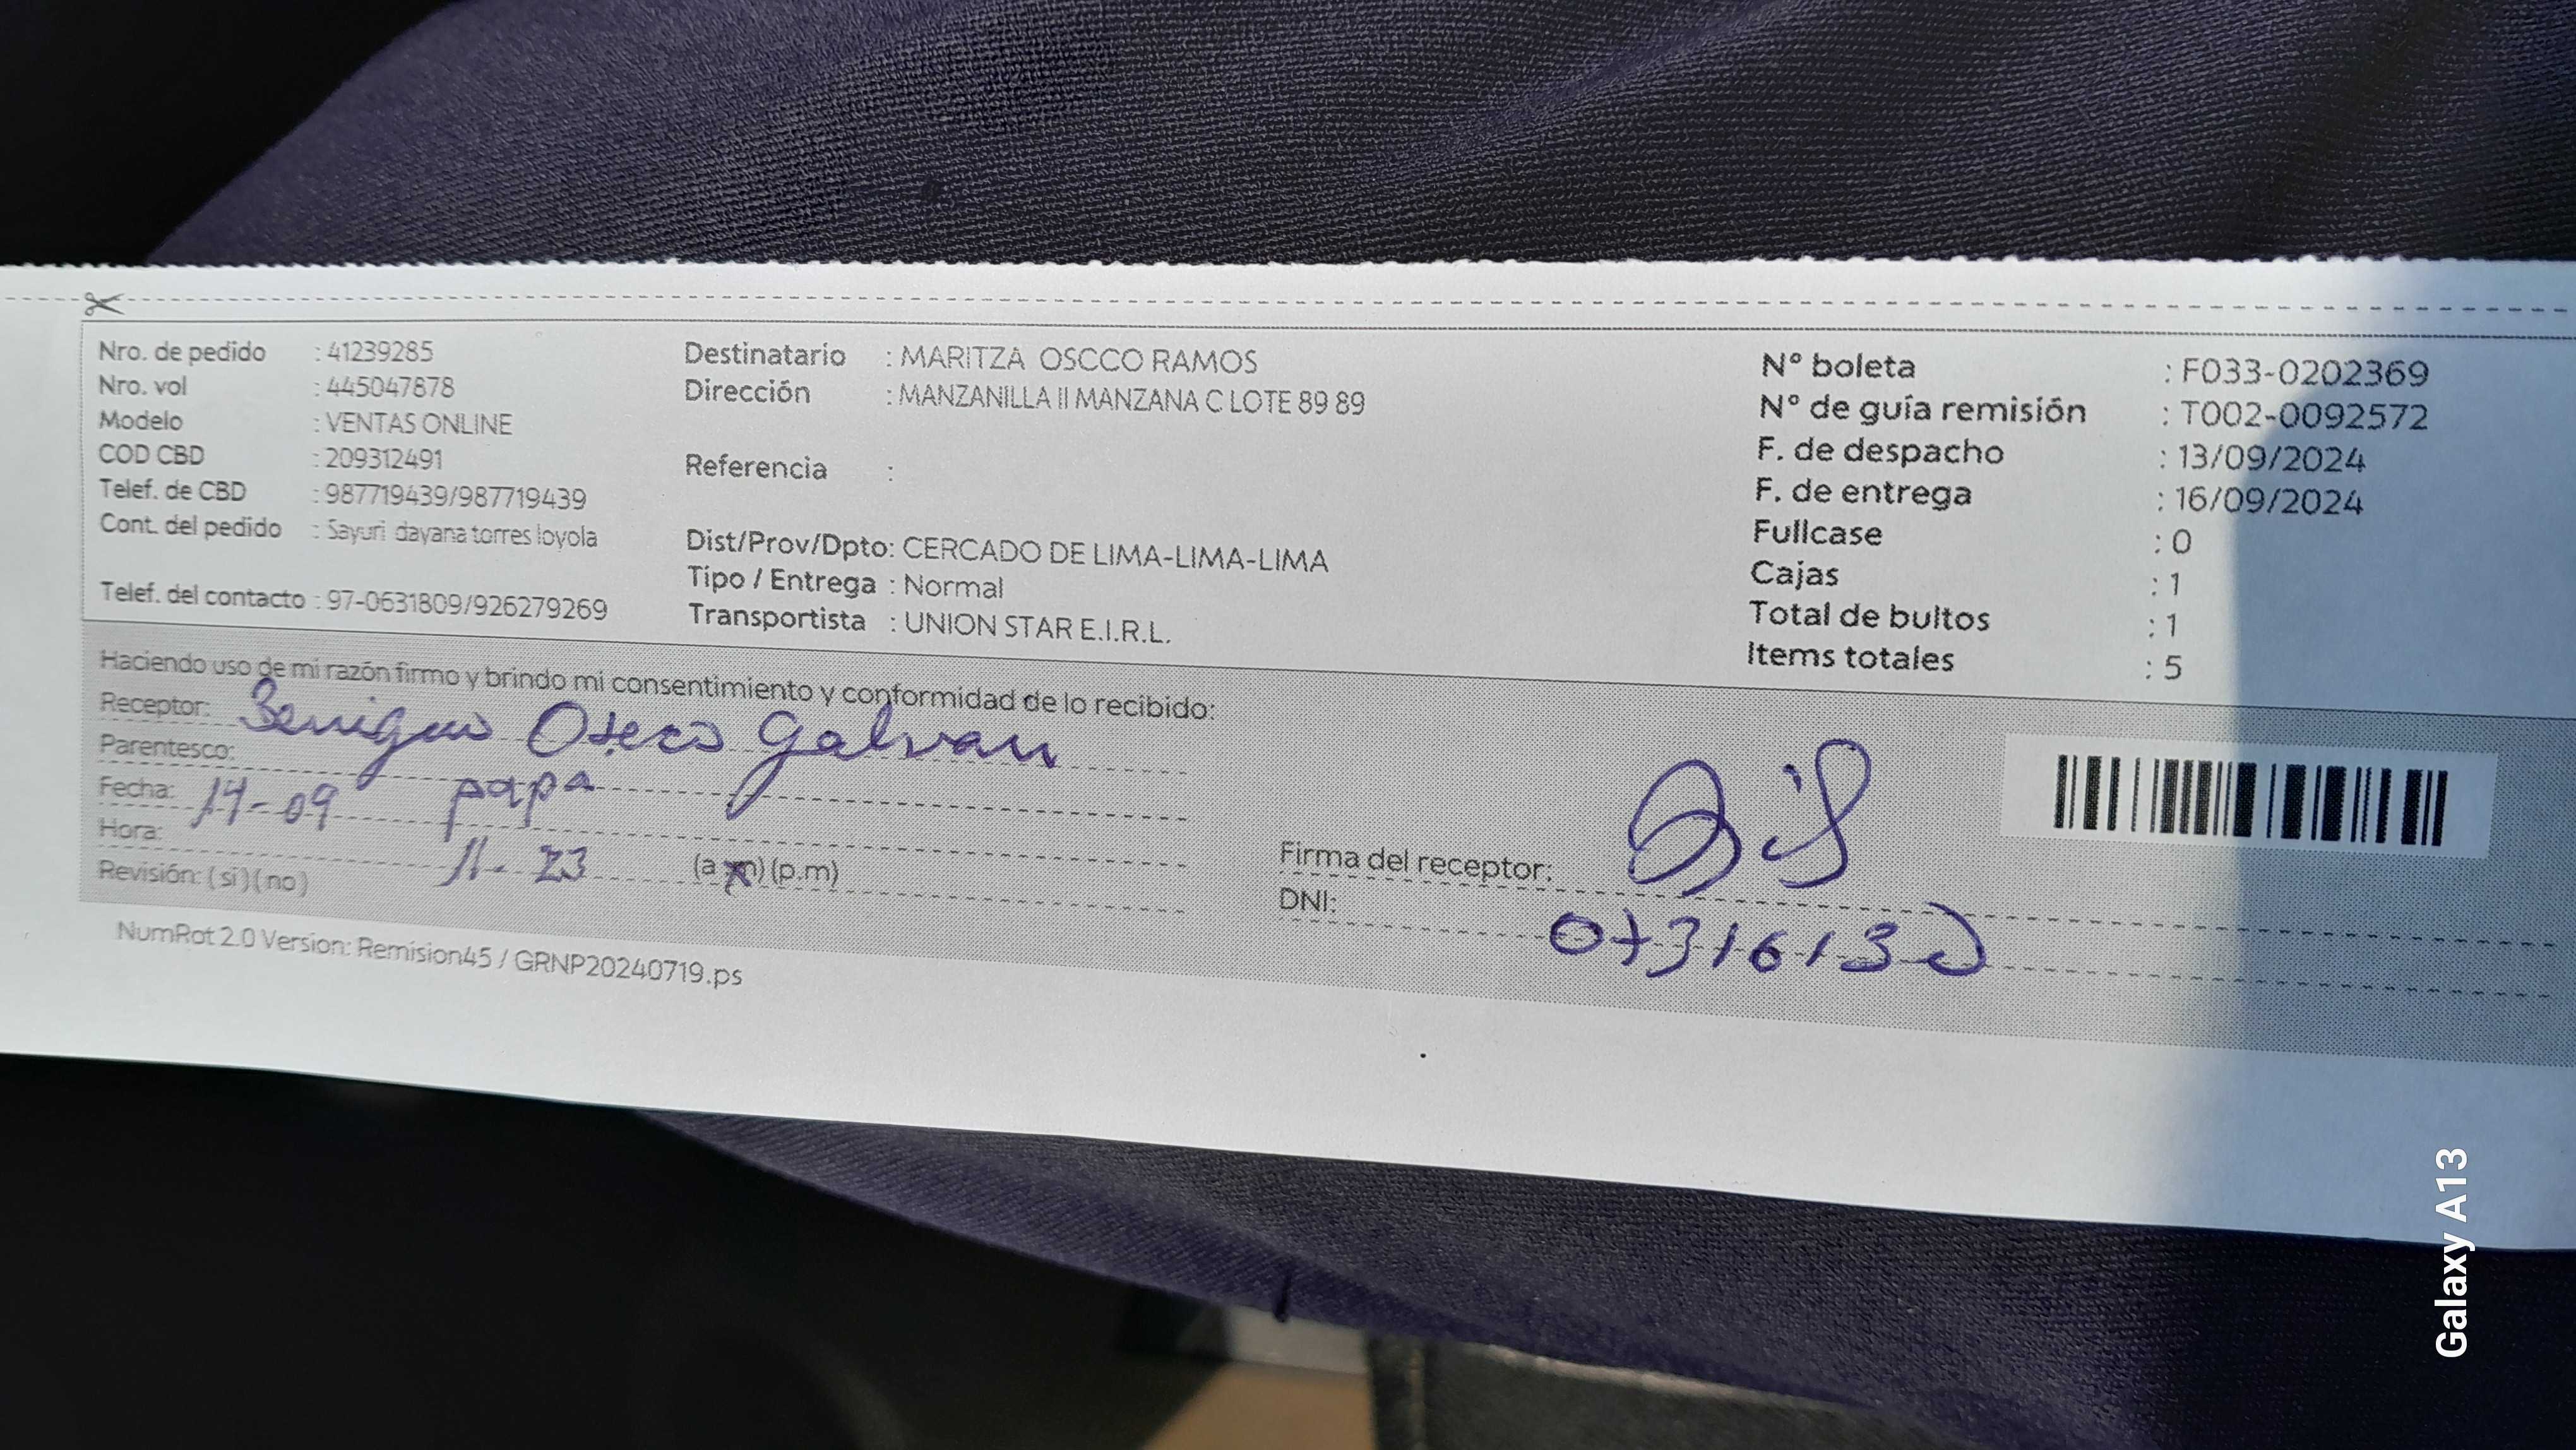 Nro. de pedido : 41239285
Nro. vol : 445047878
Modelo : VENTAS ONLINE
COD CBD : 209312491
Telef. de CBD : 987719439/987719439
Cont. del pedido : Sayuri dayana torres loyola
Telef. del contacto : 97-0631809/926279269
Destinatario : MARITZA OSCCO RAMOS
Dirección : MANZANILLA II MANZANA C LOTE 89 89
Referencia :
Dist/Prov/Dpto: CERCADO DE LIMA-LIMA-LIMA
Tipo / Entrega : Normal
Transportista : UNION STAR E.I.R.L.
N° boleta : F033-0202369
N° de guía remisión : T002-0092572
F. de despacho : 13/09/2024
F. de entrega : 16/09/2024
Fullcase : 0
Cajas : 1
Total de bultos : 1
Items totales : 5
Haciendo uso de mi razón firmo y brindo mi consentimiento y conformidad de lo recibido:
Receptor: Benigno Oscco Galvan
Parentesco: papa
Fecha: 14-09
Hora: 11-23 (a.m) (p.m)
Revisión: (si) (no)
Firma del receptor:
DNI: 07316130
NumRot 2.0 Version: Remision45 / GRNP20240719.ps
Galaxy A13